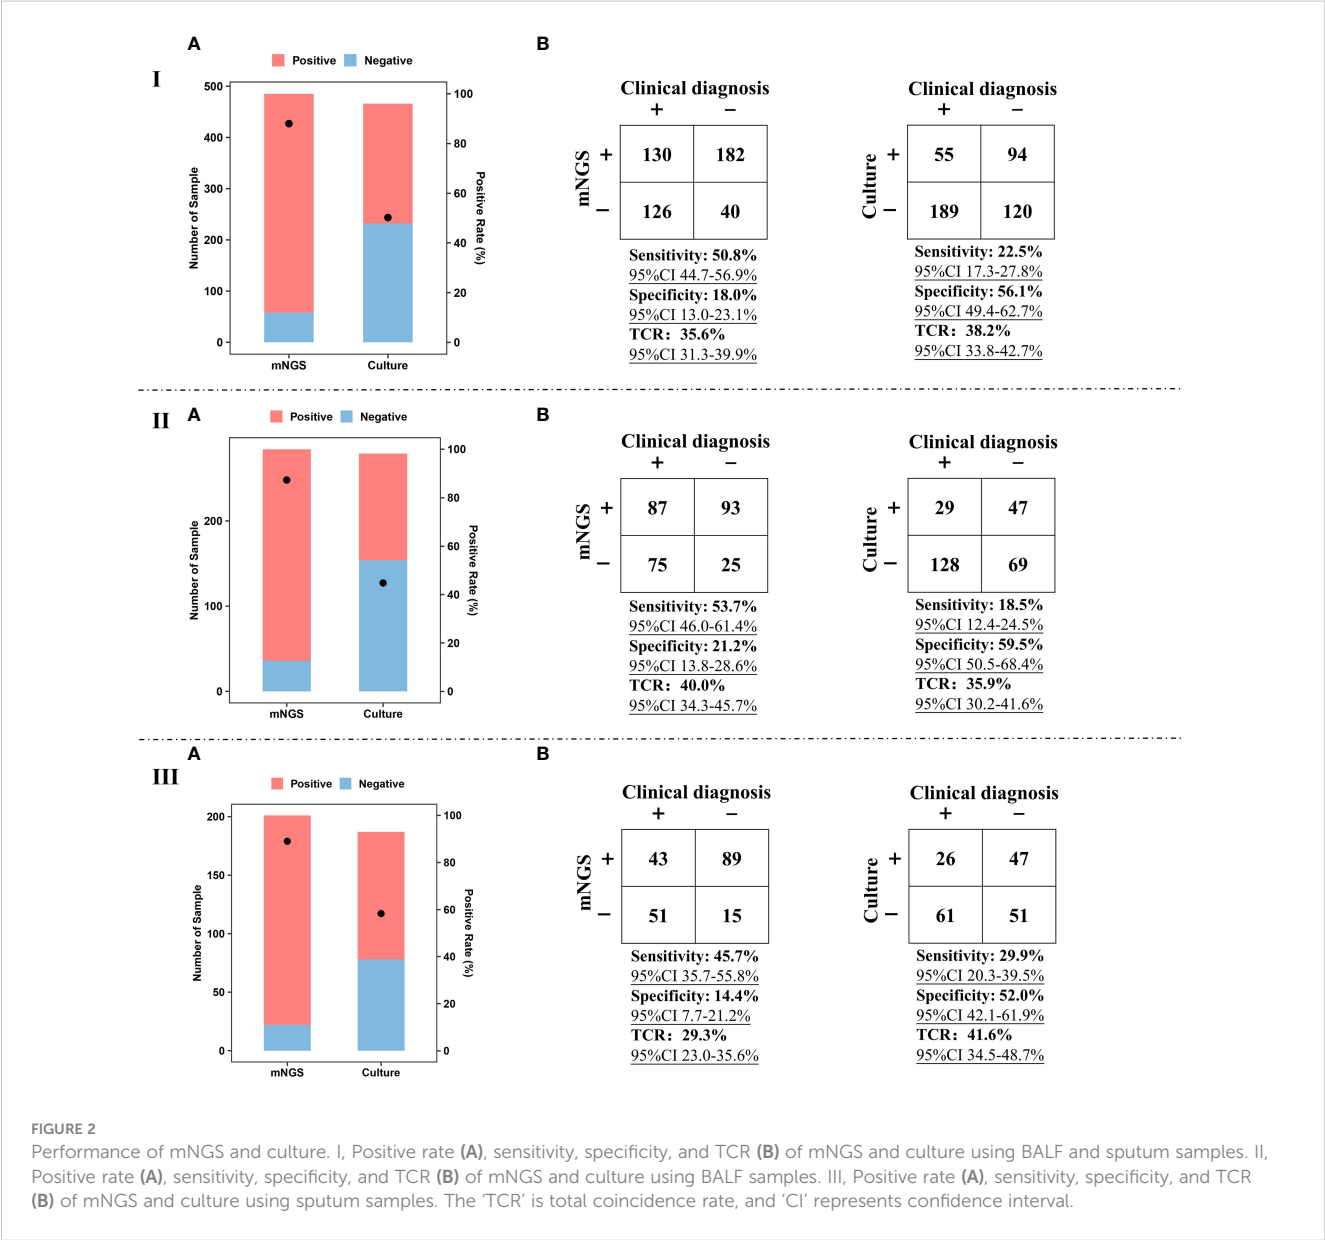 A
B
I
Positive Negative
500
400
300
200
100
0
Number of Sample
100
80
60
40
20
0
Positive Rate (%)
mNGS Culture
Clinical diagnosis
+ −
mNGS
+ 130 182
− 126 40
Sensitivity: 50.8%
95%CI 44.7-56.9%
Specificity: 18.0%
95%CI 13.0-23.1%
TCR: 35.6%
95%CI 31.3-39.9%
Clinical diagnosis
+ −
Culture
+ 55 94
− 189 120
Sensitivity: 22.5%
95%CI 17.3-27.8%
Specificity: 56.1%
95%CI 49.4-62.7%
TCR: 38.2%
95%CI 33.8-42.7%
II
A
B
Positive Negative
200
100
0
Number of Sample
100
80
60
40
20
0
Positive Rate (%)
mNGS Culture
Clinical diagnosis
+ −
mNGS
+ 87 93
− 75 25
Sensitivity: 53.7%
95%CI 46.0-61.4%
Specificity: 21.2%
95%CI 13.8-28.6%
TCR: 40.0%
95%CI 34.3-45.7%
Clinical diagnosis
+ −
Culture
+ 29 47
− 128 69
Sensitivity: 18.5%
95%CI 12.4-24.5%
Specificity: 59.5%
95%CI 50.5-68.4%
TCR: 35.9%
95%CI 30.2-41.6%
III
A
B
Positive Negative
200
150
100
50
0
Number of Sample
100
80
60
40
20
0
Positive Rate (%)
mNGS Culture
Clinical diagnosis
+ −
mNGS
+ 43 89
− 51 15
Sensitivity: 45.7%
95%CI 35.7-55.8%
Specificity: 14.4%
95%CI 7.7-21.2%
TCR: 29.3%
95%CI 23.0-35.6%
Clinical diagnosis
+ −
Culture
+ 26 47
− 61 51
Sensitivity: 29.9%
95%CI 20.3-39.5%
Specificity: 52.0%
95%CI 42.1-61.9%
TCR: 41.6%
95%CI 34.5-48.7%
FIGURE 2
Performance of mNGS and culture. I, Positive rate (A), sensitivity, specificity, and TCR (B) of mNGS and culture using BALF and sputum samples. II,
Positive rate (A), sensitivity, specificity, and TCR (B) of mNGS and culture using BALF samples. III, Positive rate (A), sensitivity, specificity, and TCR
(B) of mNGS and culture using sputum samples. The ‘TCR’ is total coincidence rate, and ‘CI’ represents confidence interval.